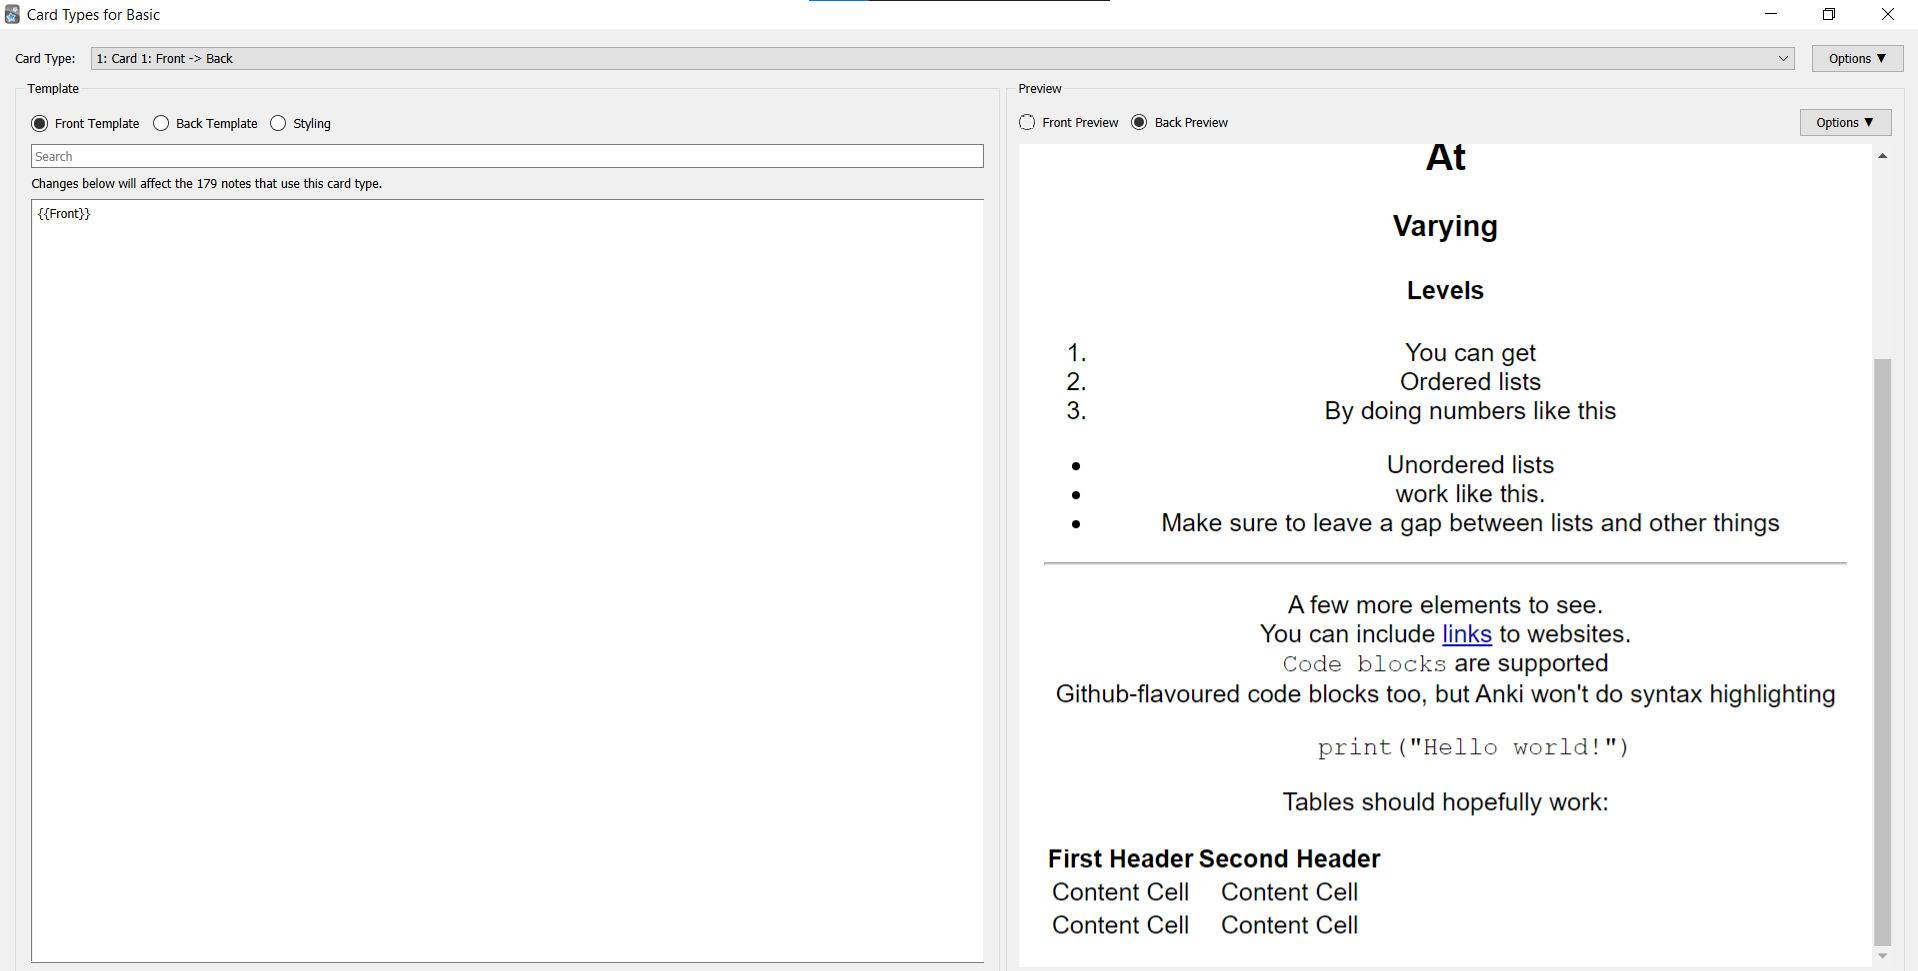 Card Types for Basic
Card Type: 1: Card 1: Front -> Back Options ▼
Template
Front Template Back Template Styling
Search
Changes below will affect the 179 notes that use this card type.
{{Front}}
Preview
Front Preview Back Preview Options ▼
At
Varying
Levels
1. You can get
2. Ordered lists
3. By doing numbers like this
• Unordered lists
• work like this.
• Make sure to leave a gap between lists and other things
A few more elements to see.
You can include links to websites.
Code blocks are supported
Github-flavoured code blocks too, but Anki won't do syntax highlighting
print("Hello world!")
Tables should hopefully work:
First Header Second Header
Content Cell Content Cell
Content Cell Content Cell